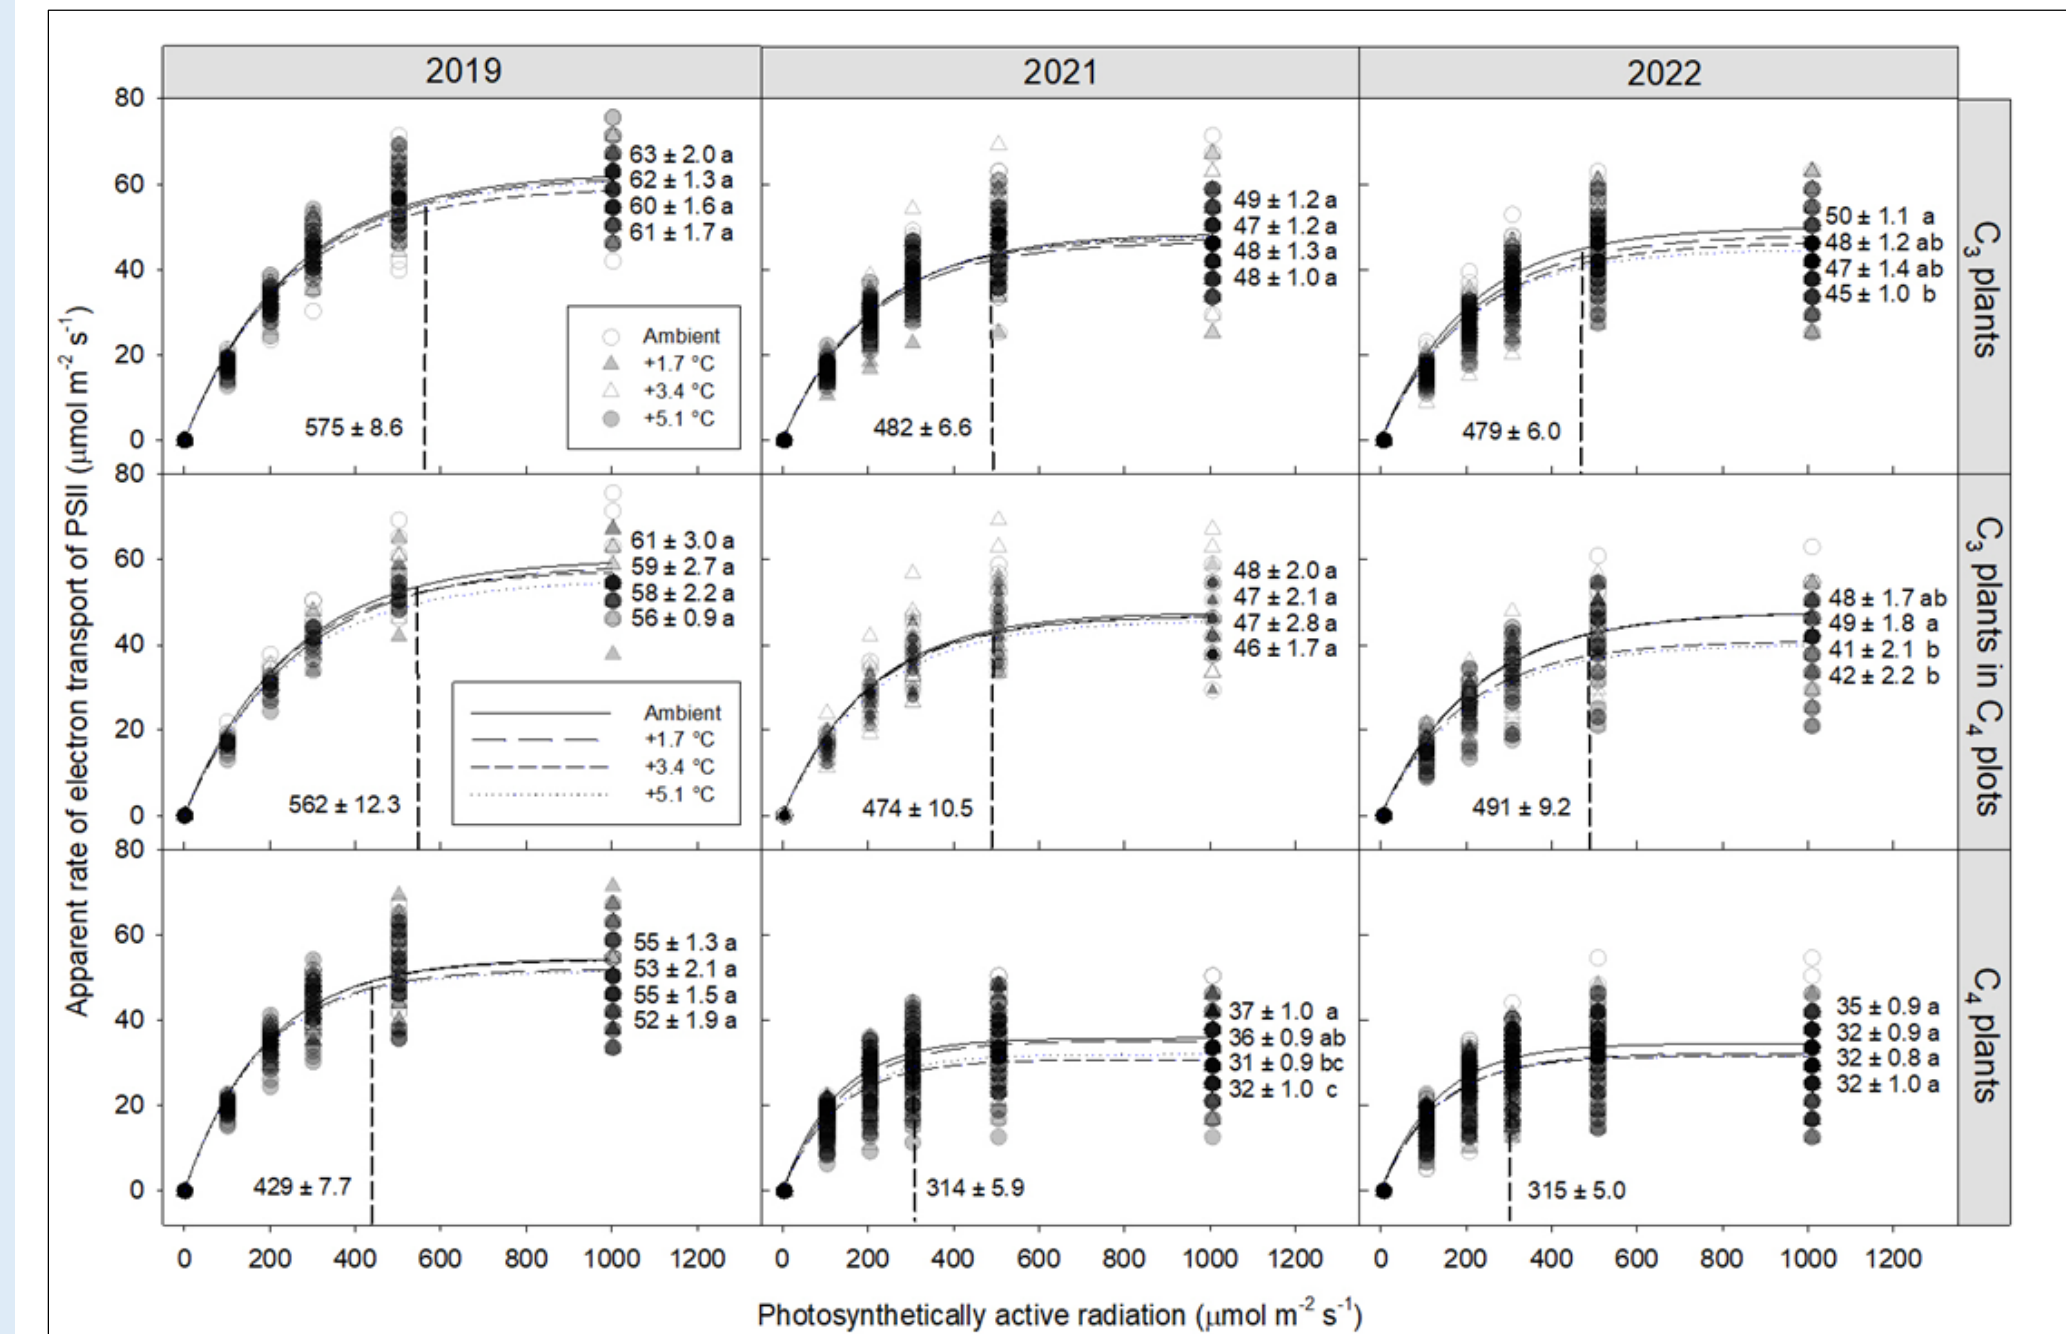 2019
2021
2022
Apparent rate of electron transport of PSII (μmol m⁻² s⁻¹)
80
60
40
20
0
63 ± 2.0 a
62 ± 1.3 a
60 ± 1.6 a
61 ± 1.7 a
575 ± 8.6
Ambient
+1.7 °C
+3.4 °C
+5.1 °C
49 ± 1.2 a
47 ± 1.2 a
48 ± 1.3 a
48 ± 1.0 a
482 ± 6.6
50 ± 1.1 a
48 ± 1.2 ab
47 ± 1.4 ab
45 ± 1.0 b
479 ± 6.0
C₃ plants
80
60
40
20
0
61 ± 3.0 a
59 ± 2.7 a
58 ± 2.2 a
56 ± 0.9 a
Ambient
+1.7 °C
+3.4 °C
+5.1 °C
562 ± 12.3
48 ± 2.0 a
47 ± 2.1 a
47 ± 2.8 a
46 ± 1.7 a
474 ± 10.5
48 ± 1.7 ab
49 ± 1.8 a
41 ± 2.1 b
42 ± 2.2 b
491 ± 9.2
C₃ plants in C₄ plots
80
60
40
20
0
55 ± 1.3 a
53 ± 2.1 a
55 ± 1.5 a
52 ± 1.9 a
429 ± 7.7
37 ± 1.0 a
36 ± 0.9 ab
31 ± 0.9 bc
32 ± 1.0 c
314 ± 5.9
35 ± 0.9 a
32 ± 0.9 a
32 ± 0.8 a
32 ± 1.0 a
315 ± 5.0
C₄ plants
0 200 400 600 800 1000 1200
0 200 400 600 800 1000 1200
0 200 400 600 800 1000 1200
Photosynthetically active radiation (μmol m⁻² s⁻¹)